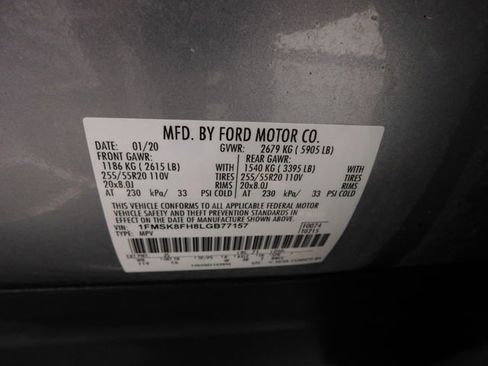 MFD. BY FORD MOTOR CO.
DATE: 01/20 GVWR: 2679 KG ( 5905 LB)
FRONT GAWR: REAR GAWR:
1186 KG ( 2615 LB) WITH 1540 KG ( 3395 LB) WITH
255/55R20 110V TIRES 255/55R20 110V TIRES
20x8.0J RIMS 20x8.0J RIMS
AT 230 kPa/ 33 PSI COLD AT 230 kPa/ 33 PSI COLD
THIS VEHICLE CONFORMS TO ALL APPLICABLE FEDERAL MOTOR
VEHICLE SAFETY AND THEFT PREVENTION STANDARDS IN EFFECT
ON THE DATE OF MANUFACTURE SHOWN ABOVE.
VIN: 1FMSK8FH8LGB77157 F0074
TYPE: MPV T0215